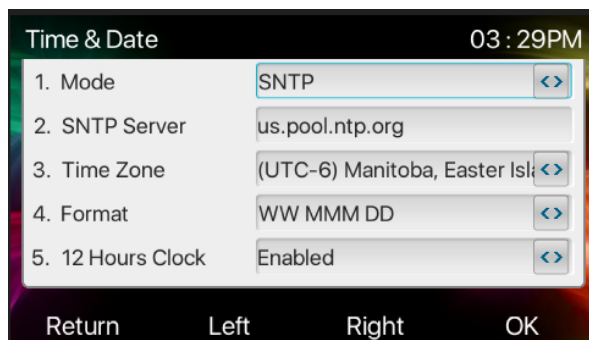 Time & Date 03 : 29PM
1. Mode SNTP
2. SNTP Server us.pool.ntp.org
3. Time Zone (UTC-6) Manitoba, Easter Isl
4. Format WW MMM DD
5. 12 Hours Clock Enabled
Return Left Right OK